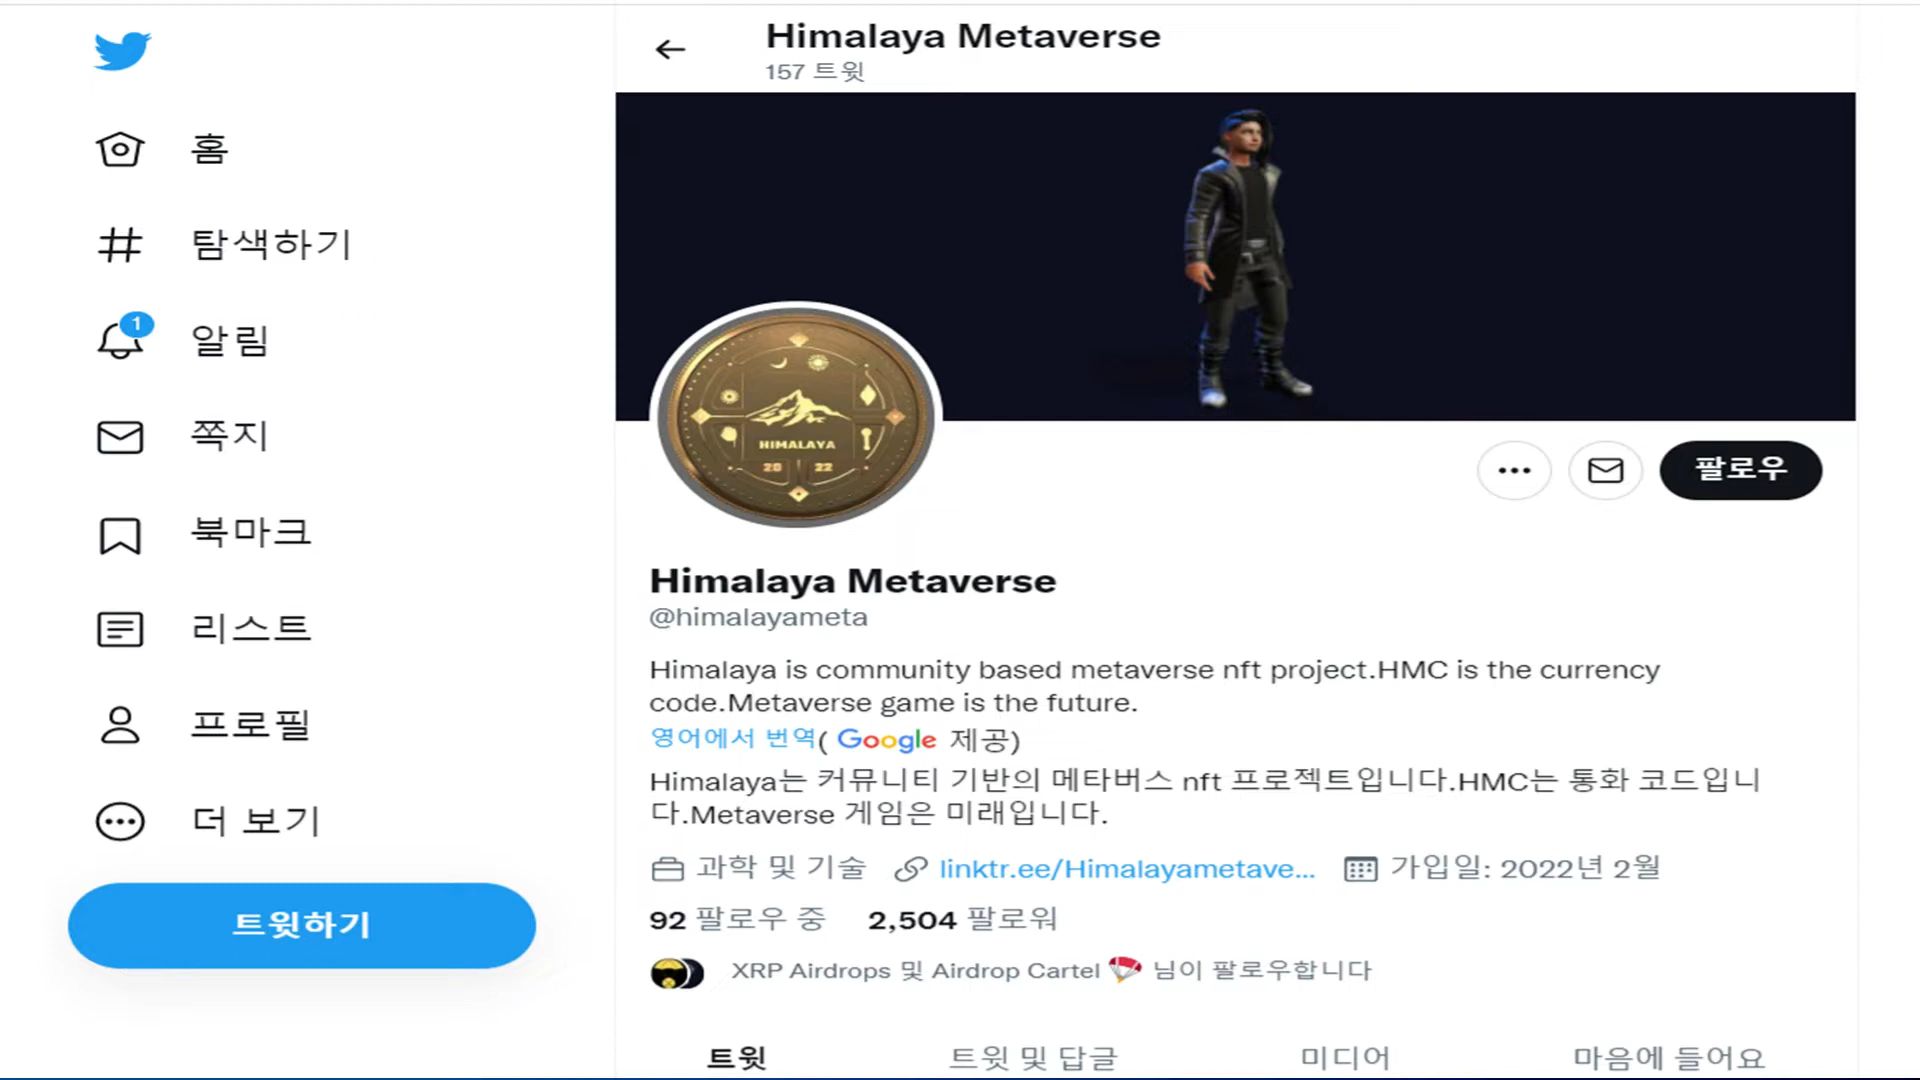 홈
탐색하기
1
알림
쪽지
북마크
리스트
프로필
더 보기
트윗하기
Himalaya Metaverse
157 트윗
HIMALAYA
20 22
팔로우
Himalaya Metaverse
@himalayameta
Himalaya is community based metaverse nft project.HMC is the currency
code.Metaverse game is the future.
영어에서 번역( Google 제공)
Himalaya는 커뮤니티 기반의 메타버스 nft 프로젝트입니다.HMC는 통화 코드입니
다.Metaverse 게임은 미래입니다.
과학 및 기술 linktr.ee/Himalayametave... 가입일: 2022년 2월
92 팔로우 중 2,504 팔로워
XRP Airdrops 및 Airdrop Cartel 님이 팔로우합니다
트윗 트윗 및 답글 미디어 마음에 들어요